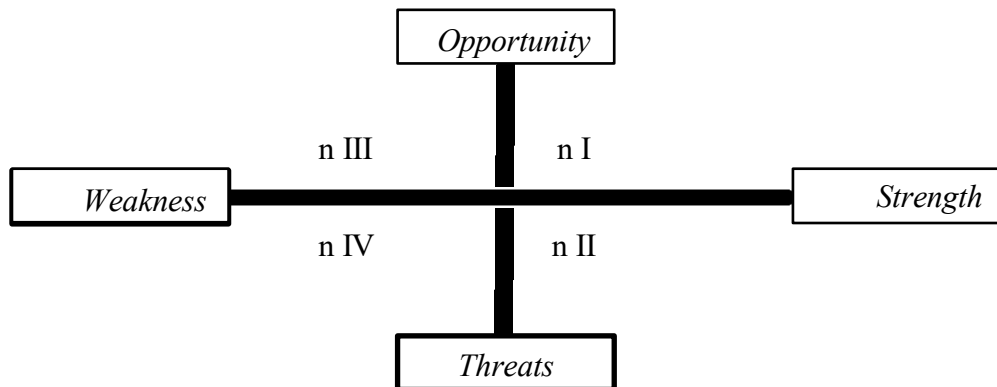 Opportunity
n III
n I
Weakness
Strength
n IV
n II
Threats